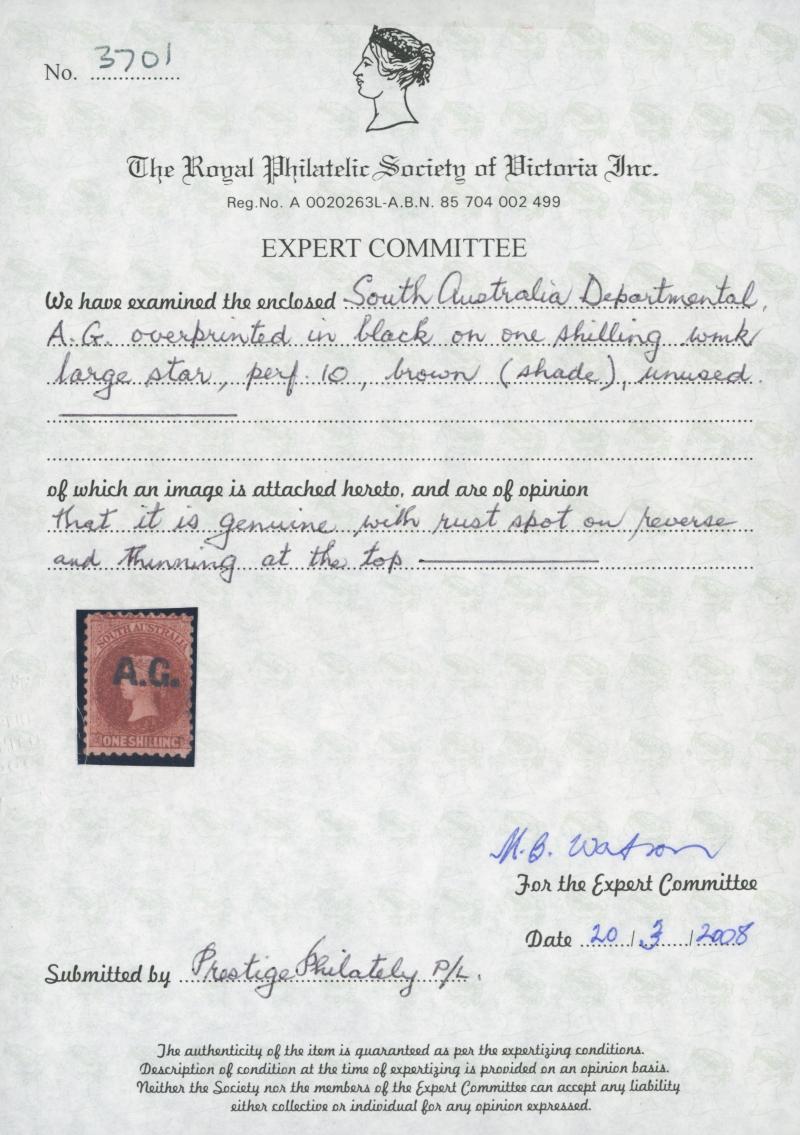 No. 3701
The Royal Philatelic Society of Victoria Inc.
Reg.No. A 0020263L-A.B.N. 85 704 002 499
EXPERT COMMITTEE
We have examined the enclosed South Australia Departmental,
A.G. overprinted in black on one shilling wmk
large star, perf. 10, brown (shade), unused.
of which an image is attached hereto, and are of opinion
that it is genuine with rust spot on reverse
and thinning at the top
SOUTH AUSTRALIA
A.G.
ONE SHILLING
M.B. Watson
For the Expert Committee
Date 20/3/2008
Submitted by Prestige Philately P/L.
The authenticity of the item is guaranteed as per the expertizing conditions.
Description of condition at the time of expertizing is provided on an opinion basis.
Neither the Society nor the members of the Expert Committee can accept any liability
either collective or individual for any opinion expressed.